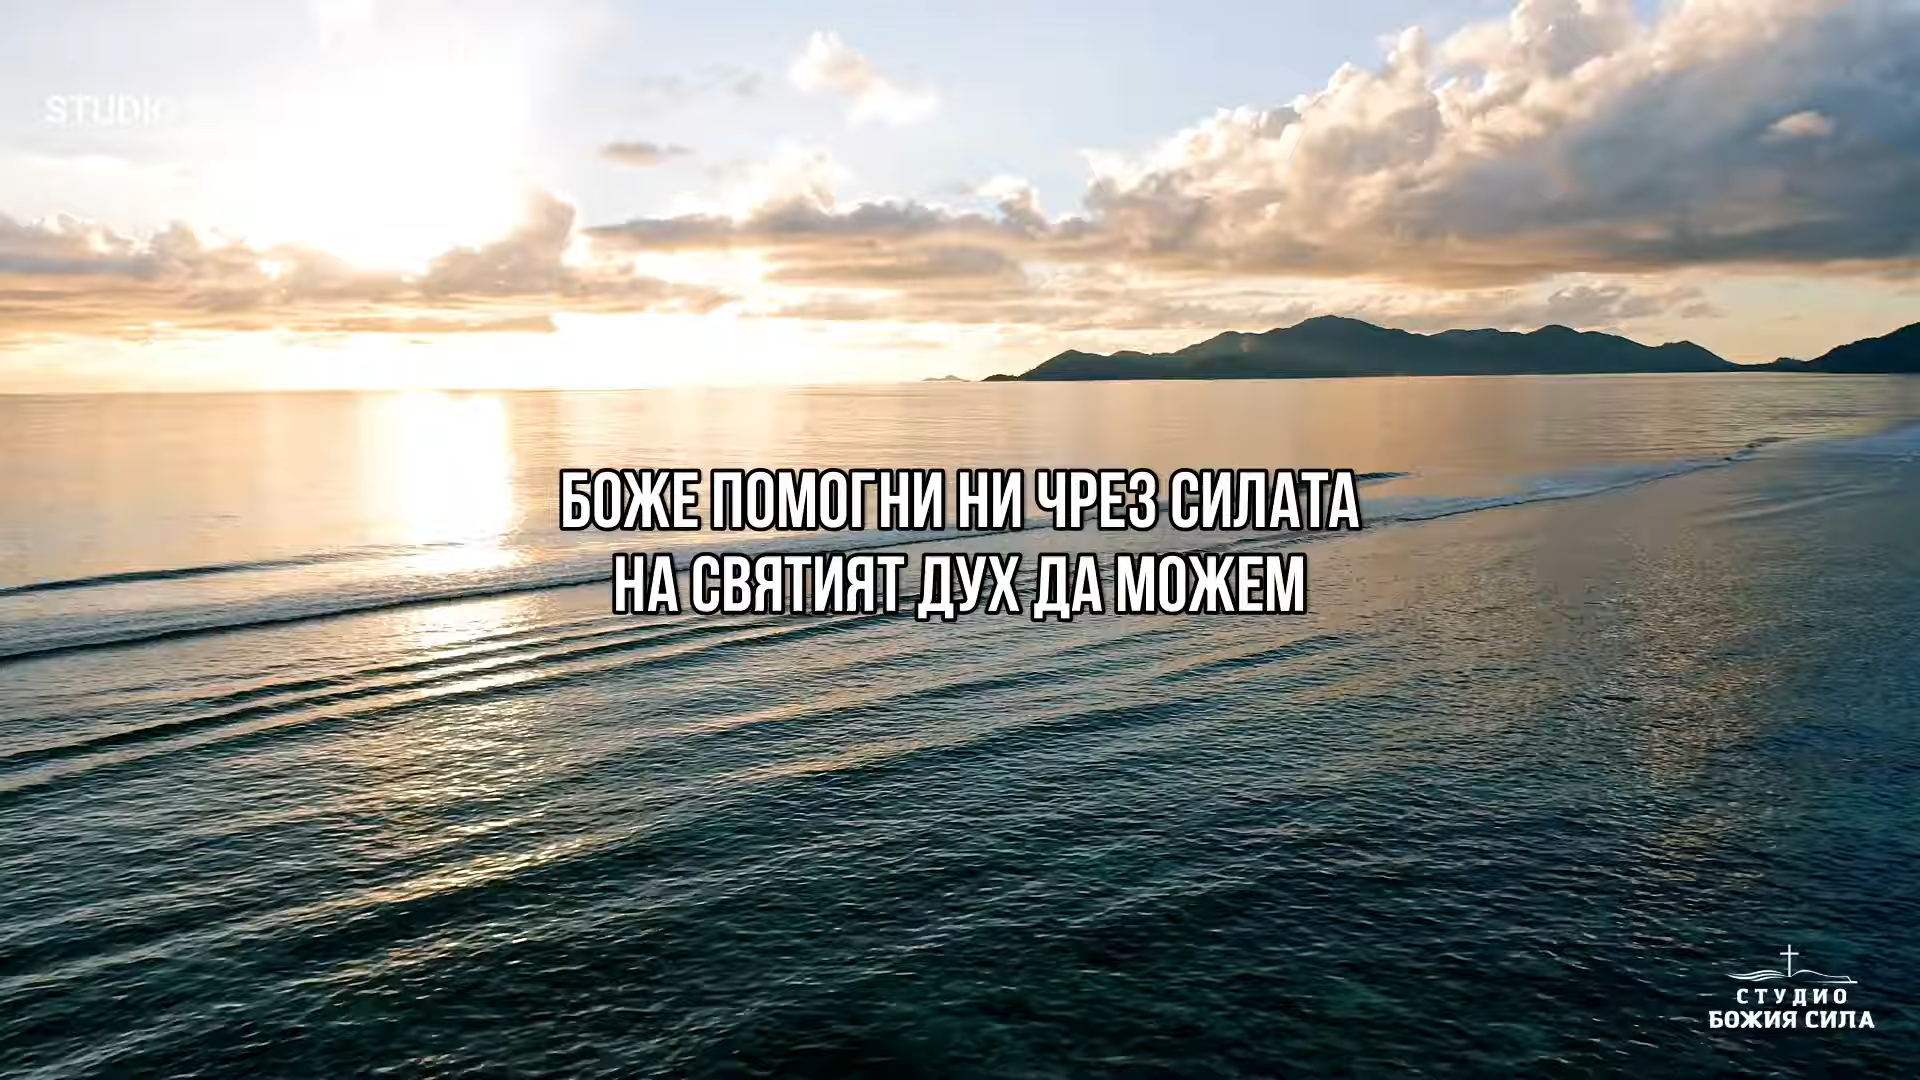 STUDIO
БОЖЕ ПОМОГНИ НИ ЧРЕЗ СИЛАТА
НА СВЯТИЯТ ДУХ ДА МОЖЕМ
СТУДИО
БОЖИЯ СИЛА